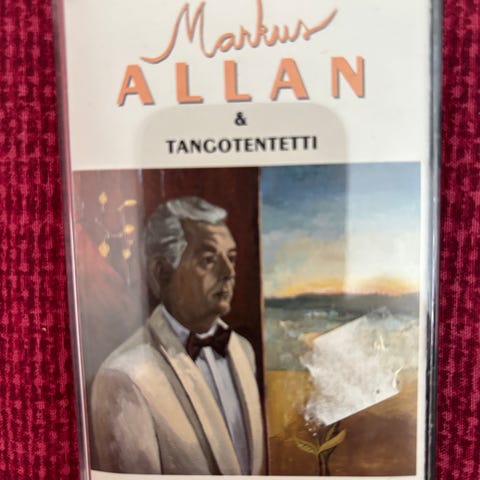 Markus
ALLAN
&
TANGOTENTETTI